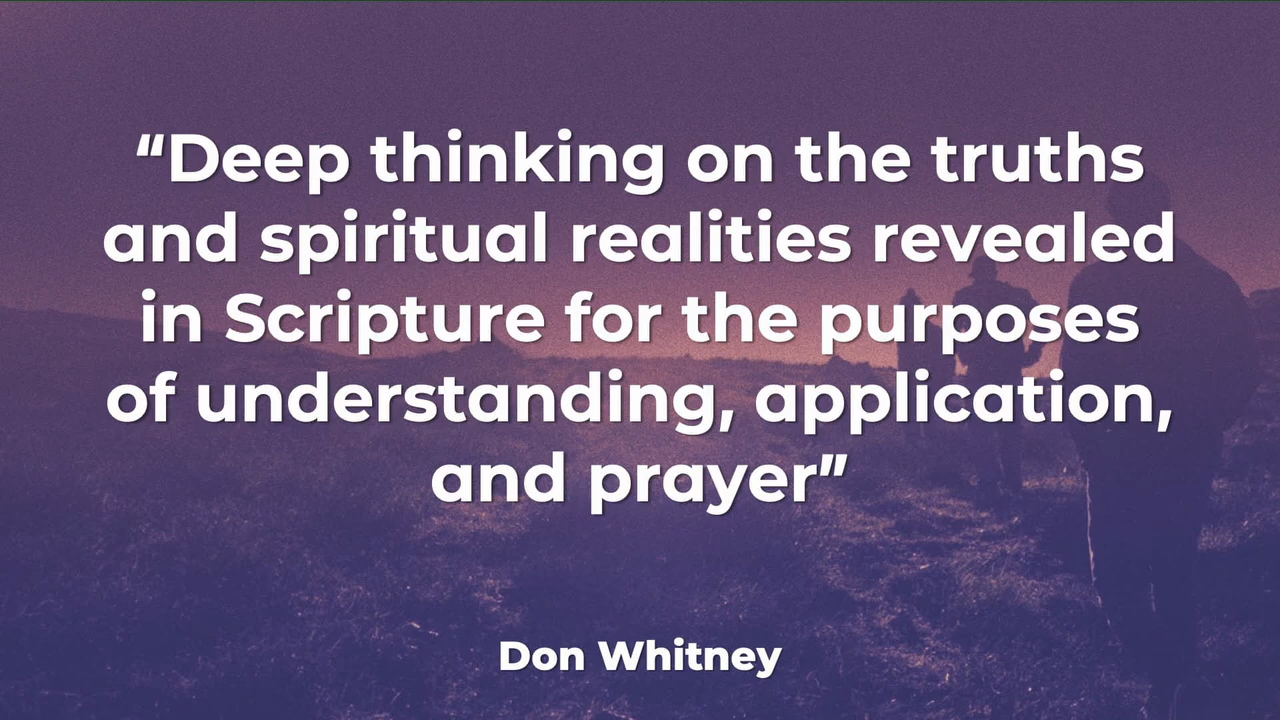 “Deep thinking on the truths
and spiritual realities revealed
in Scripture for the purposes
of understanding, application,
and prayer”
Don Whitney